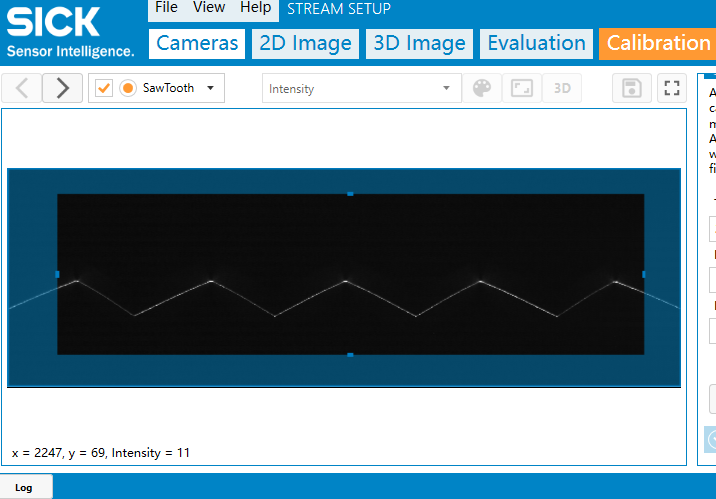 SICK
Sensor Intelligence.
File View Help STREAM SETUP
Cameras 2D Image 3D Image Evaluation Calibration
SawTooth Intensity 3D
x = 2247, y = 69, Intensity = 11
Log